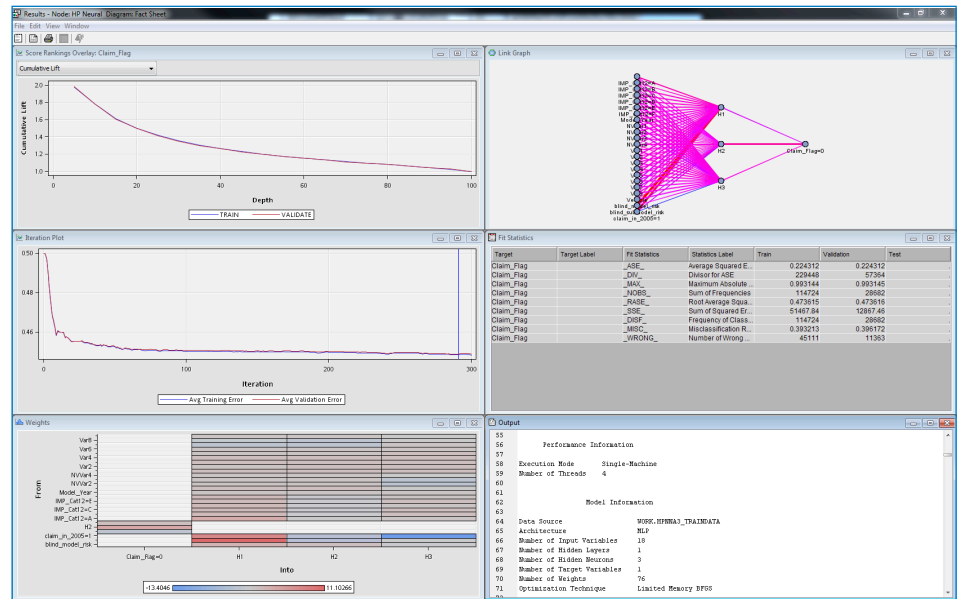 Results - Node: HP Neural Diagram: Fact Sheet
File Edit View Window
Score Rankings Overlay: Claim_Flag
Cumulative Lift
Cumulative Lift
2.0
1.8
1.6
1.4
1.2
1.0
0 20 40 60 80 100
Depth
TRAIN VALIDATE
Link Graph
H1
H2
H3
Claim_Flag=0
claim_in_2005=1
Iteration Plot
0.50
0.48
0.46
0 100 200 300
Iteration
Avg Training Error Avg Validation Error
Fit Statistics
Target Target Label Fit Statistics Statistics Label Train Validation Test
Claim_Flag _ASE_ Average Squared E... 0.224312 0.224312 .
Claim_Flag _DIV_ Divisor for ASE 229448 57364 .
Claim_Flag _MAX_ Maximum Absolute ... 0.993144 0.993145 .
Claim_Flag _NOBS_ Sum of Frequencies 114724 28682 .
Claim_Flag _RASE_ Root Average Squa... 0.473615 0.473616 .
Claim_Flag _SSE_ Sum of Squared Er... 51467.84 12867.46 .
Claim_Flag _DISF_ Frequency of Class... 114724 28682 .
Claim_Flag _MISC_ Misclassification R... 0.393213 0.396172 .
Claim_Flag _WRONG_ Number of Wrong ... 45111 11363 .
Weights
From
Var8
Var6
Var4
Var2
NVVar4
NVVar2
Model_Year
IMP_Cat12=E
IMP_Cat12=C
IMP_Cat12=A
H2
claim_in_2005=1
blind_model_risk
Claim_Flag=0 H1 H2 H3
Into
-13.4046 11.10266
Output
55
56 Performance Information
57
58 Execution Mode Single-Machine
59 Number of Threads 4
60
61
62 Model Information
63
64 Data Source WORK.HPNNA3_TRAINDATA
65 Architecture MLP
66 Number of Input Variables 18
67 Number of Hidden Layers 1
68 Number of Hidden Neurons 3
69 Number of Target Variables 1
70 Number of Weights 76
71 Optimization Technique Limited Memory BFGS